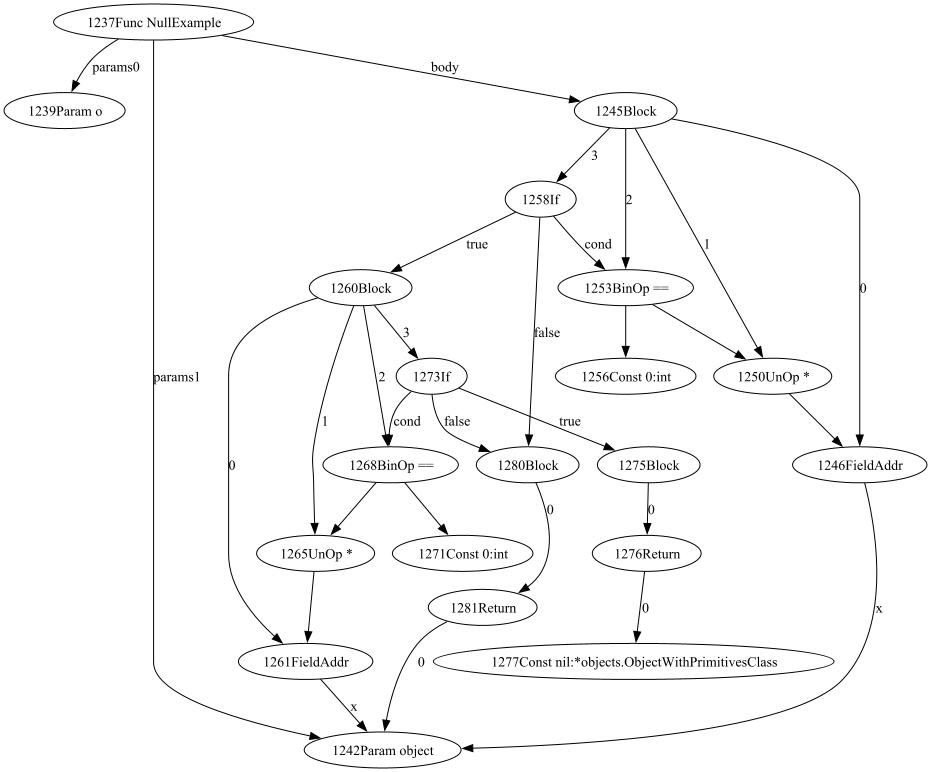 1237Func NullExample
params0
body
1239Param o
1245Block
3
1258If
2
true
cond
1
1260Block
1253BinOp ==
0
3
false
params1
1273If
1256Const 0:int
1250UnOp *
2
1
cond
false
true
0
1268BinOp ==
1280Block
1275Block
1246FieldAddr
0
0
1265UnOp *
1271Const 0:int
1276Return
1281Return
0
x
1261FieldAddr
0
1277Const nil:*objects.ObjectWithPrimitivesClass
x
1242Param object